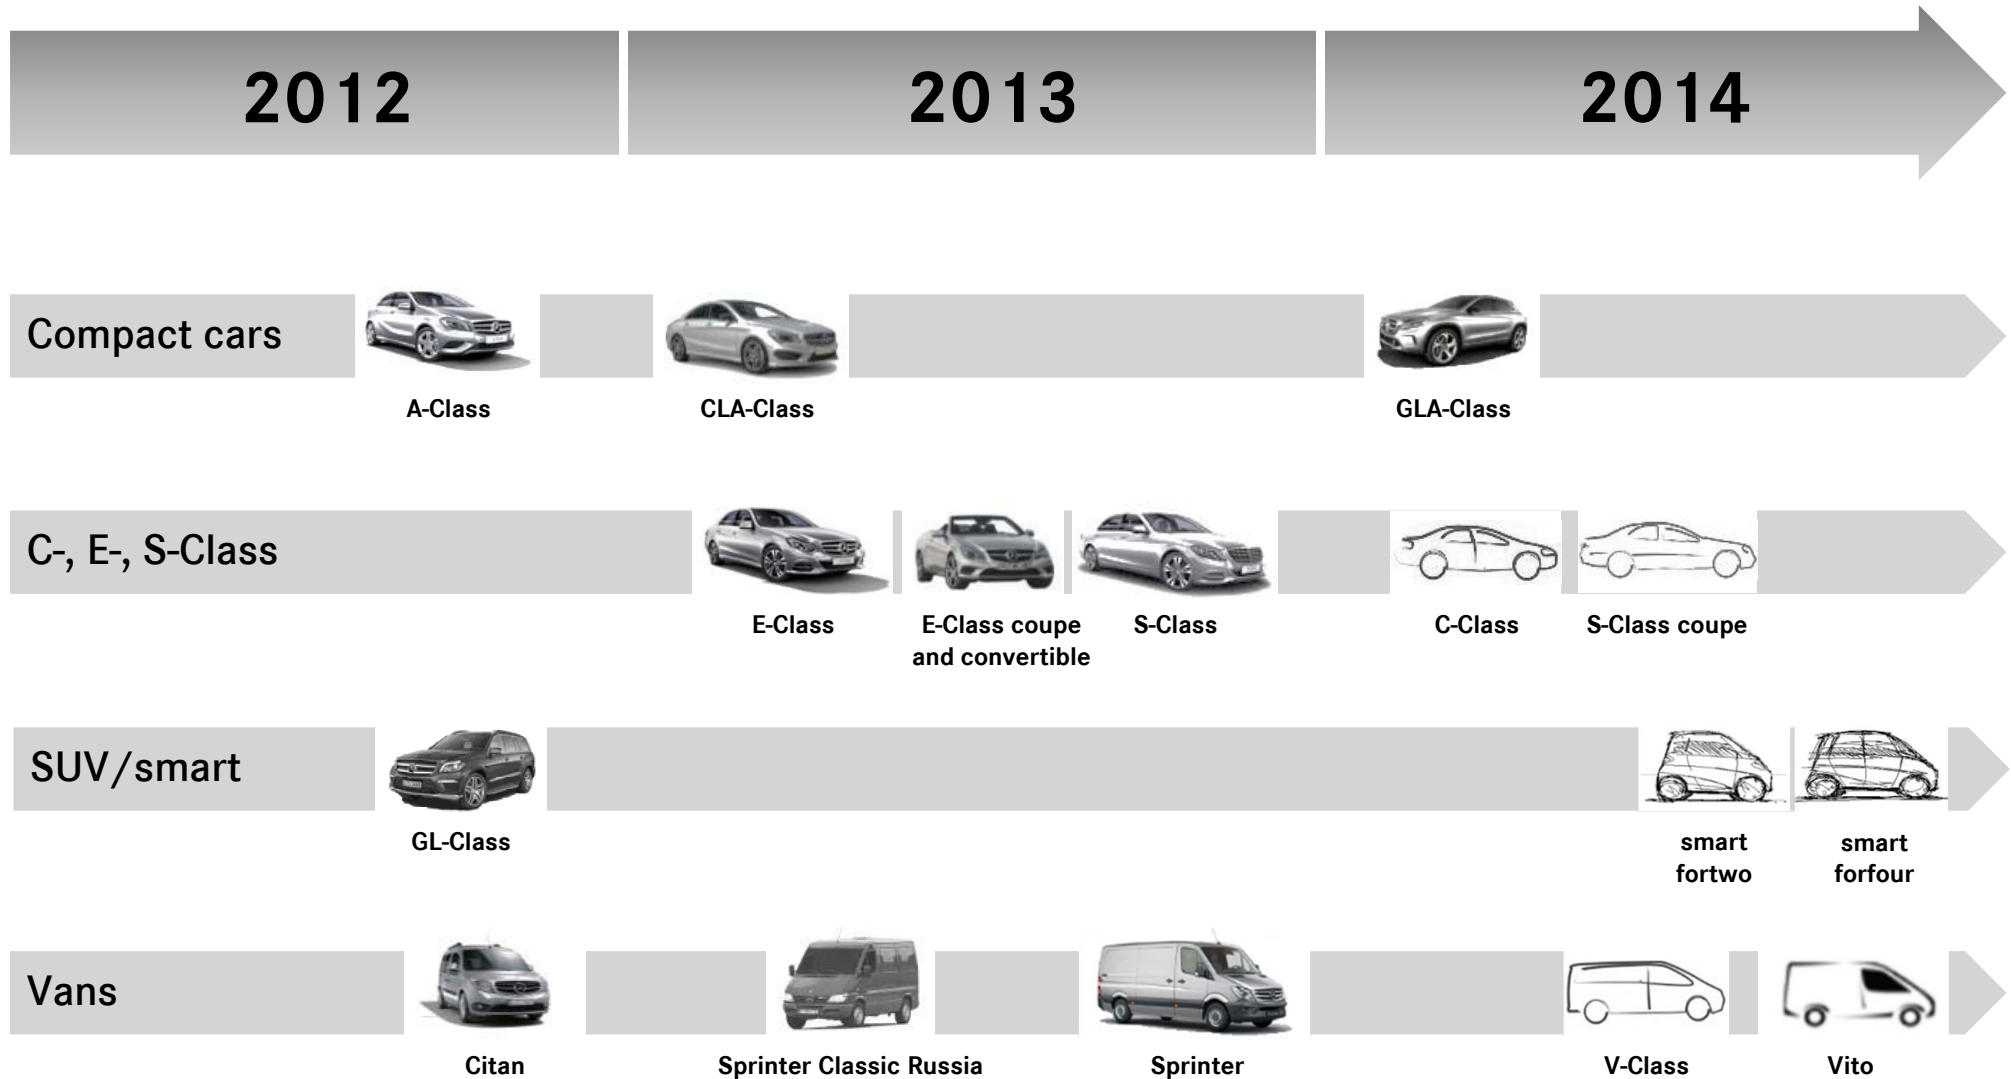 2012 2013 2014
Compact cars
A-Class CLA-Class GLA-Class
C-, E-, S-Class
E-Class E-Class coupe S-Class C-Class S-Class coupe
and convertible
SUV/smart
GL-Class smart smart
fortwo forfour
Vans
Citan Sprinter Classic Russia Sprinter V-Class Vito